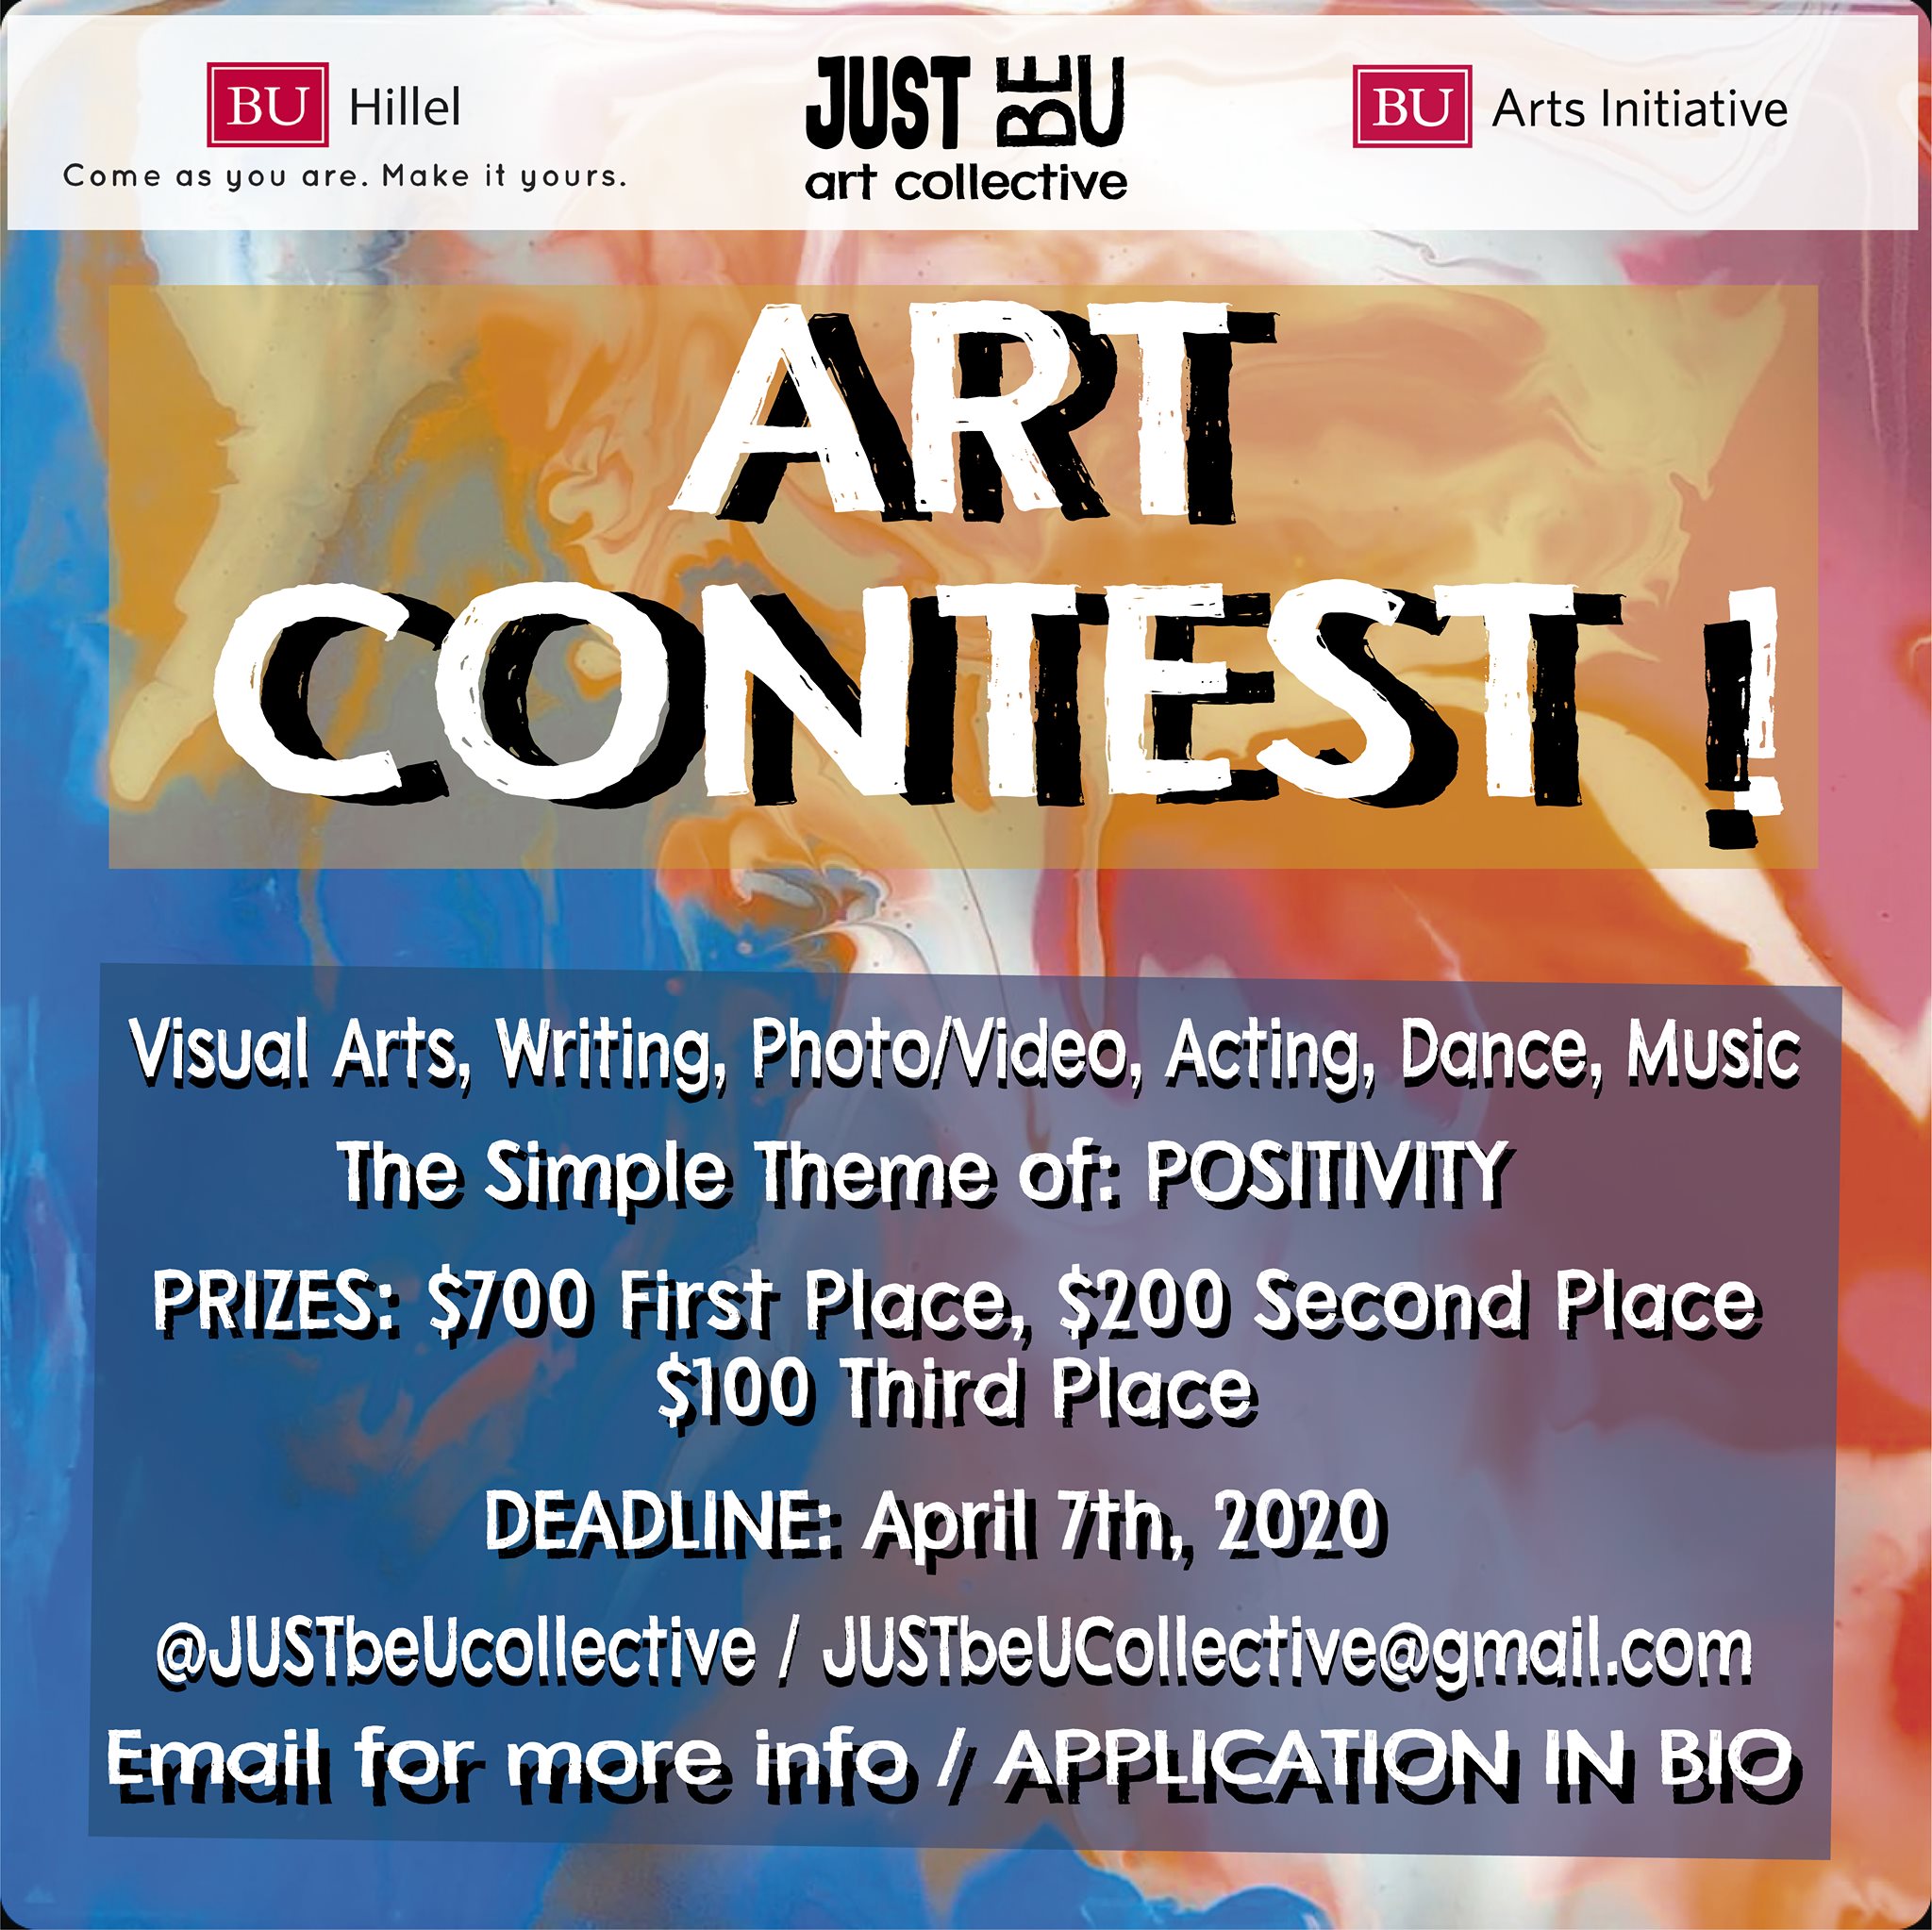 BU Hillel
Come as you are. Make it yours.
JUST BE U
art collective
BU Arts Initiative
ART
CONTEST !
Visual Arts, Writing, Photo/Video, Acting, Dance, Music
The Simple Theme of: POSITIVITY
PRIZES: $700 First Place, $200 Second Place
$100 Third Place
DEADLINE: April 7th, 2020
@JUSTbeUcollective / JUSTbeUCollective@gmail.com
Email for more info / APPLICATION IN BIO